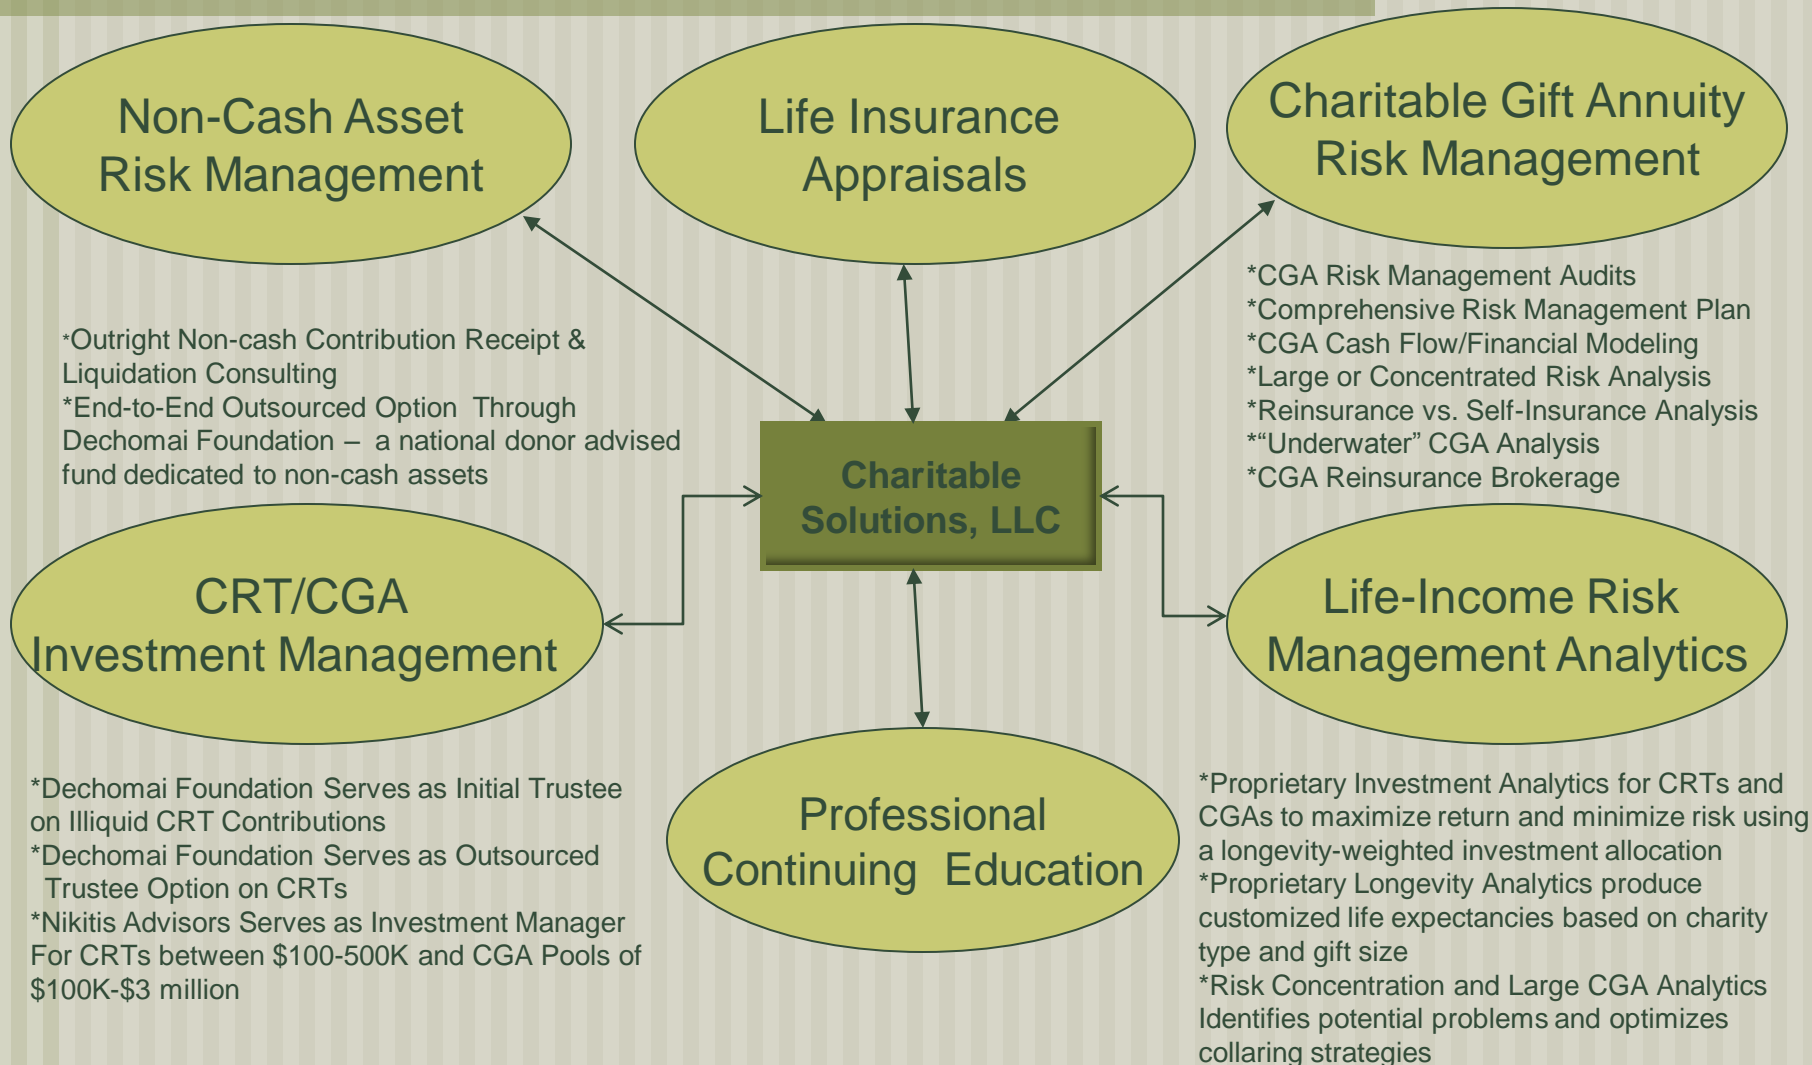 Non-Cash Asset
Risk Management
Life Insurance
Appraisals
Charitable Gift Annuity
Risk Management
*Outright Non-cash Contribution Receipt &
Liquidation Consulting
*End-to-End Outsourced Option Through
Dechomai Foundation – a national donor advised
fund dedicated to non-cash assets
*CGA Risk Management Audits
*Comprehensive Risk Management Plan
*CGA Cash Flow/Financial Modeling
*Large or Concentrated Risk Analysis
*Reinsurance vs. Self-Insurance Analysis
*“Underwater” CGA Analysis
*CGA Reinsurance Brokerage
Charitable
Solutions, LLC
CRT/CGA
Investment Management
Life-Income Risk
Management Analytics
*Dechomai Foundation Serves as Initial Trustee
on Illiquid CRT Contributions
*Dechomai Foundation Serves as Outsourced
Trustee Option on CRTs
*Nikitis Advisors Serves as Investment Manager
For CRTs between $100-500K and CGA Pools of
$100K-$3 million
Professional
Continuing Education
*Proprietary Investment Analytics for CRTs and
CGAs to maximize return and minimize risk using
a longevity-weighted investment allocation
*Proprietary Longevity Analytics produce
customized life expectancies based on charity
type and gift size
*Risk Concentration and Large CGA Analytics
Identifies potential problems and optimizes
collaring strategies